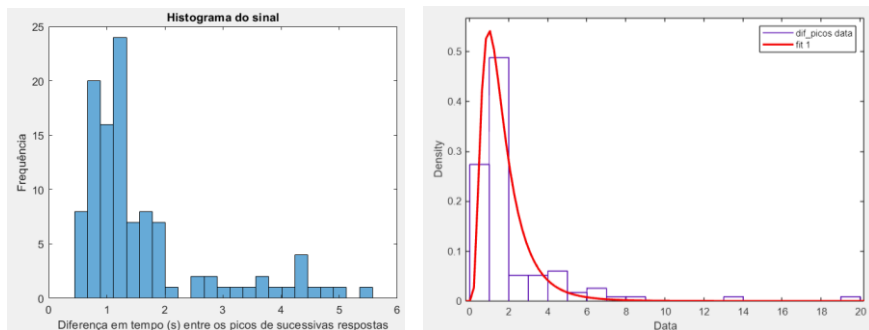 Histograma do sinal
25
20
15
10
5
0
Frequência
0 1 2 3 4 5 6
Diferença em tempo (s) entre os picos de sucessivas respostas
dif_picos data
fit 1
0.5
0.4
0.3
0.2
0.1
0
Density
0 2 4 6 8 10 12 14 16 18 20
Data